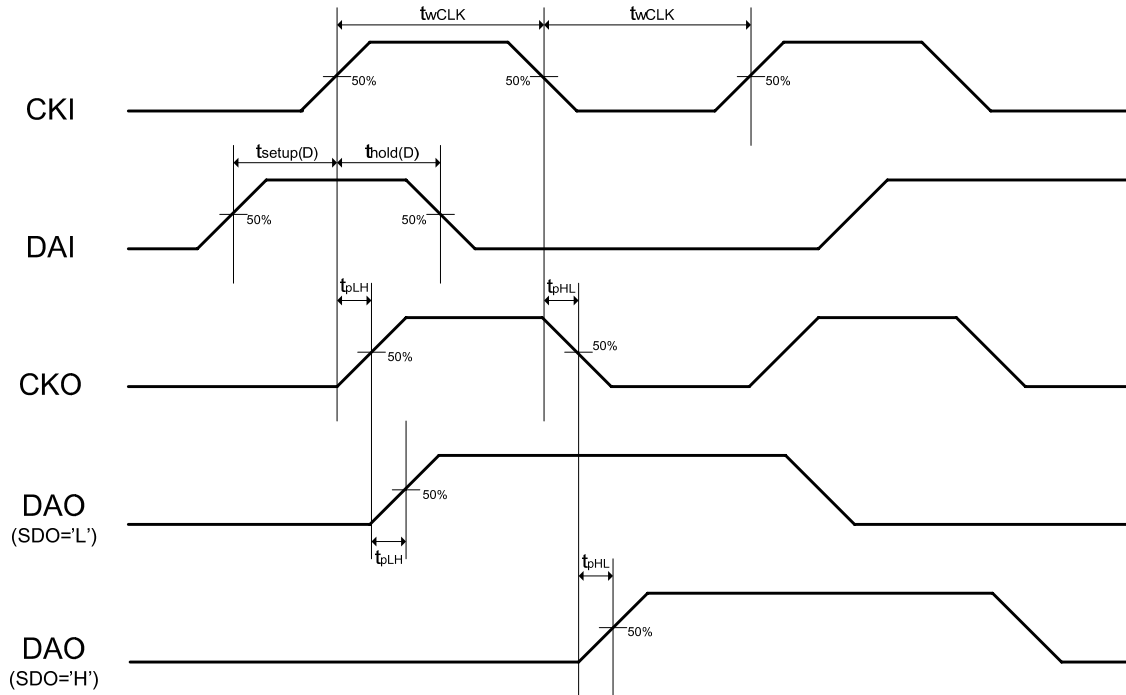 twCLK twCLK
50% 50% 50%
CKI
tsetup(D) thold(D)
50% 50%
DAI
tpLH tpHL
50% 50%
CKO
50%
DAO
(SDO='L')
tpLH
tpHL
50%
DAO
(SDO='H')